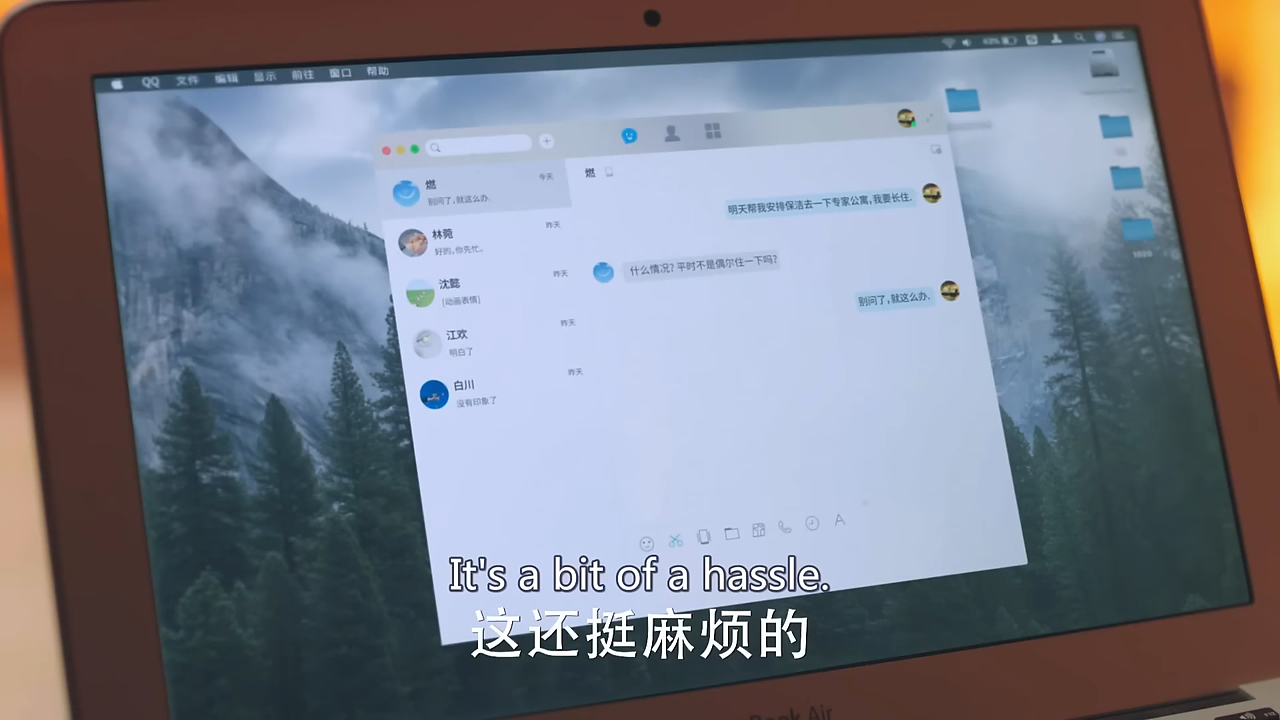 QQ 文件 编辑 显示 前往 窗口 帮助
燃 今天
别问了,就这么办.
林菀 昨天
好的,你先忙。
沈懿 昨天
[动画表情]
江欢 昨天
明白了
白川 昨天
没有印象了
燃
明天帮我安排保洁去一下专家公寓,我要长住.
什么情况? 平时不是偶尔住一下吗?
别问了,就这么办.
A
1020
It's a bit of a hassle.
这还挺麻烦的
Book Air